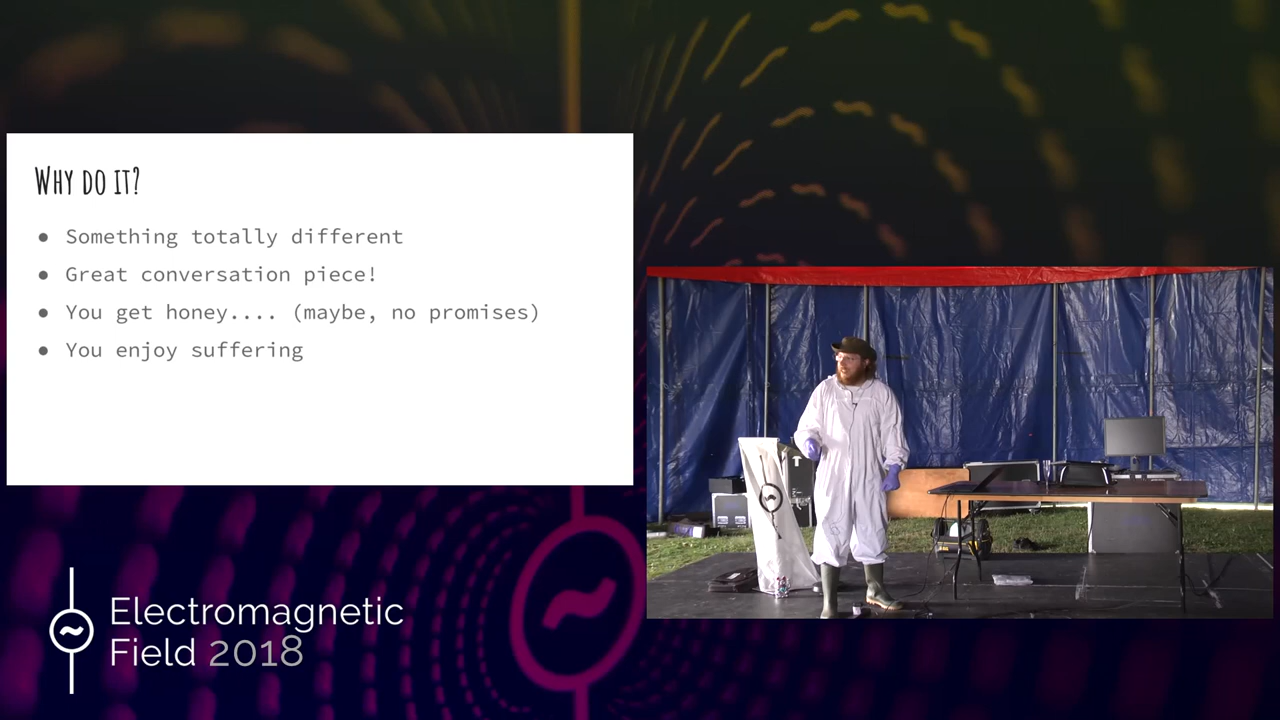 WHY DO IT?
● Something totally different
● Great conversation piece!
● You get honey.... (maybe, no promises)
● You enjoy suffering
Electromagnetic
Field 2018